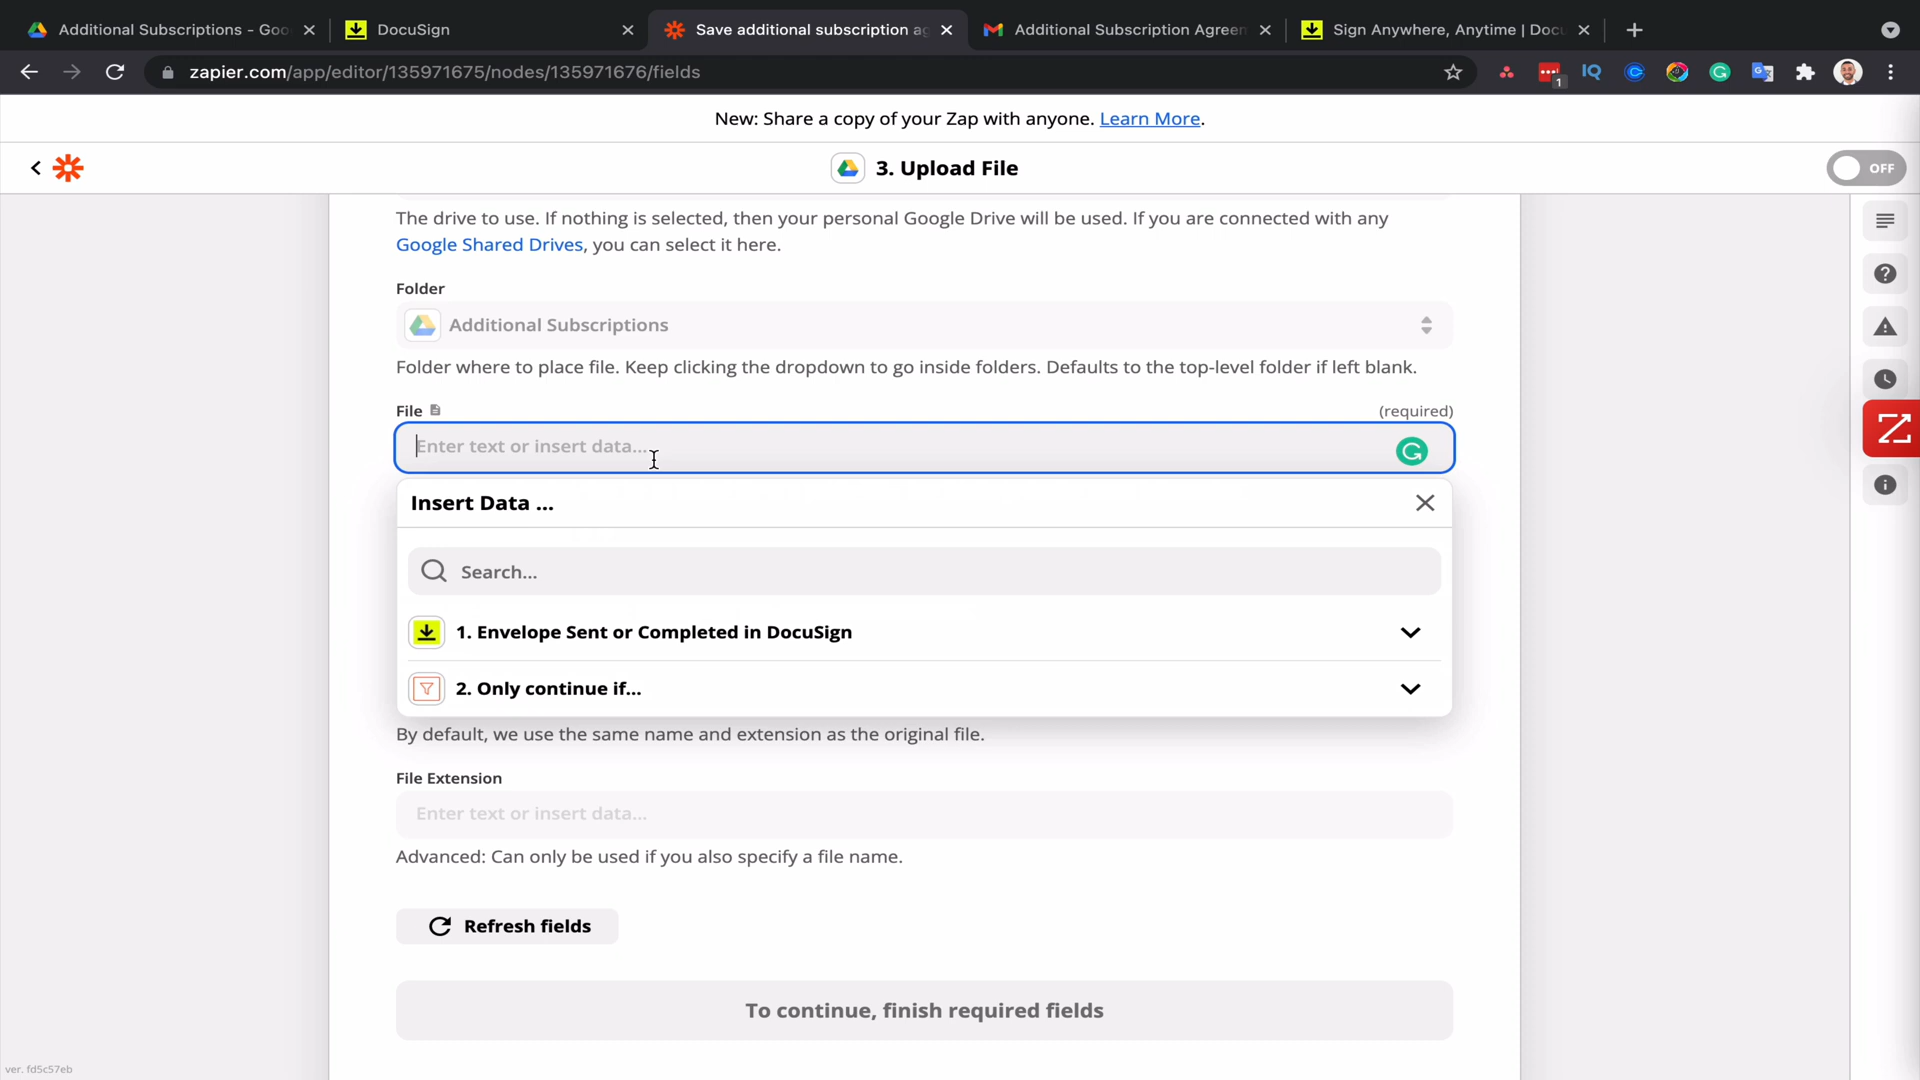 Additional Subscriptions - Goo
DocuSign
Save additional subscription ag
Additional Subscription Agreem
Sign Anywhere, Anytime | Docu
zapier.com/app/editor/135971675/nodes/135971676/fields
1
IQ
New: Share a copy of your Zap with anyone. Learn More.
3. Upload File
OFF
The drive to use. If nothing is selected, then your personal Google Drive will be used. If you are connected with any
Google Shared Drives, you can select it here.
Folder
Additional Subscriptions
Folder where to place file. Keep clicking the dropdown to go inside folders. Defaults to the top-level folder if left blank.
File
(required)
Enter text or insert data...
Insert Data ...
Search...
1. Envelope Sent or Completed in DocuSign
2. Only continue if...
By default, we use the same name and extension as the original file.
File Extension
Enter text or insert data...
Advanced: Can only be used if you also specify a file name.
Refresh fields
To continue, finish required fields
ver. fd5c57eb